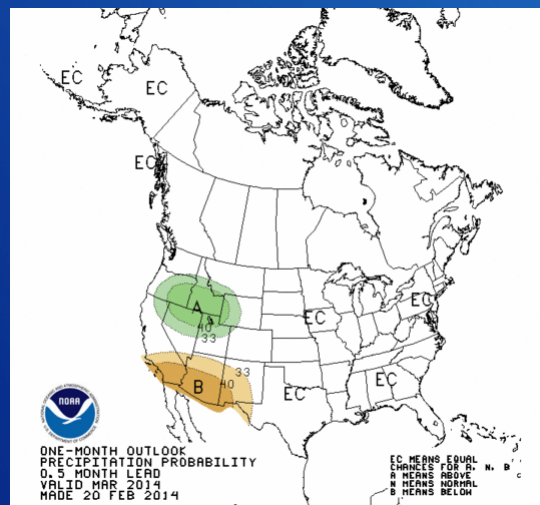 EC
EC
EC
A
40
33
EC
EC
33
40
B
EC
EC
NOAA
ONE-MONTH OUTLOOK
PRECIPITATION PROBABILITY
0.5 MONTH LEAD
VALID MAR 2014
MADE 20 FEB 2014
EC MEANS EQUAL
CHANCES FOR A, N, B
A MEANS ABOVE
N MEANS NORMAL
B MEANS BELOW